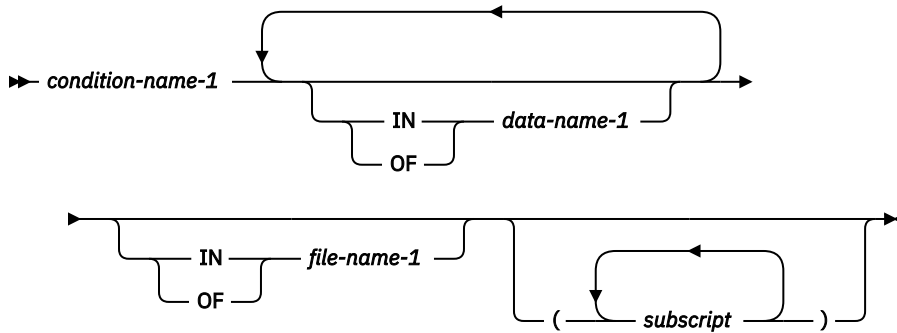 condition-name-1
IN data-name-1
OF
IN file-name-1
OF
( subscript )